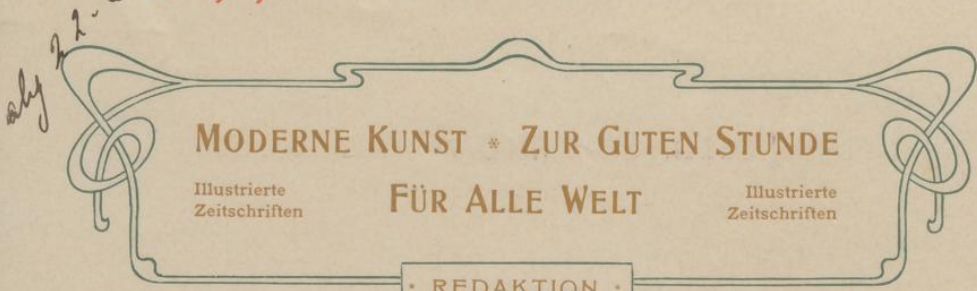 MODERNE KUNST * ZUR GUTEN STUNDE
Illustrierte
Zeitschriften
FÜR ALLE WELT
Illustrierte
Zeitschriften
· REDAKTION ·